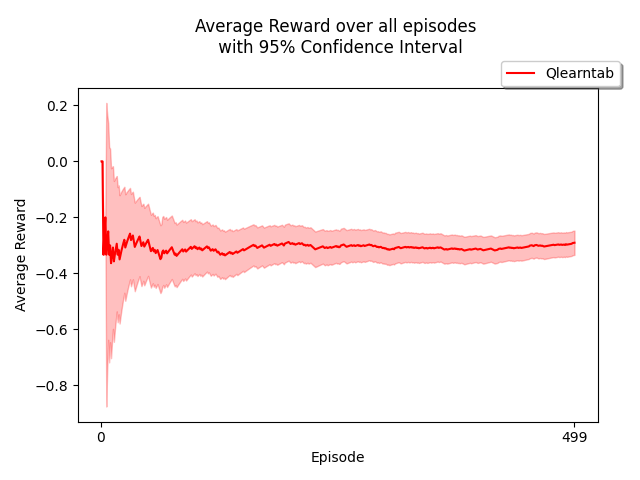 Average Reward over all episodes
with 95% Confidence Interval
Qlearntab
0.2
0.0
−0.2
−0.4
−0.6
−0.8
Average Reward
0
499
Episode